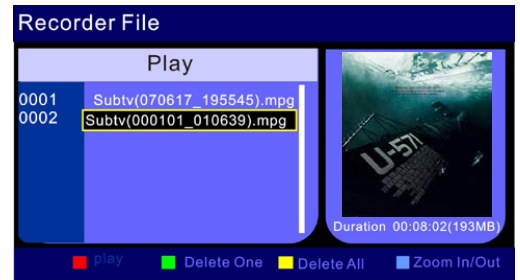 Recorder File
Play
0001 Subtv(070617_195545).mpg
0002 Subtv(000101_010639).mpg
U-571
Duration 00:08:02(193MB)
play Delete One Delete All Zoom In/Out